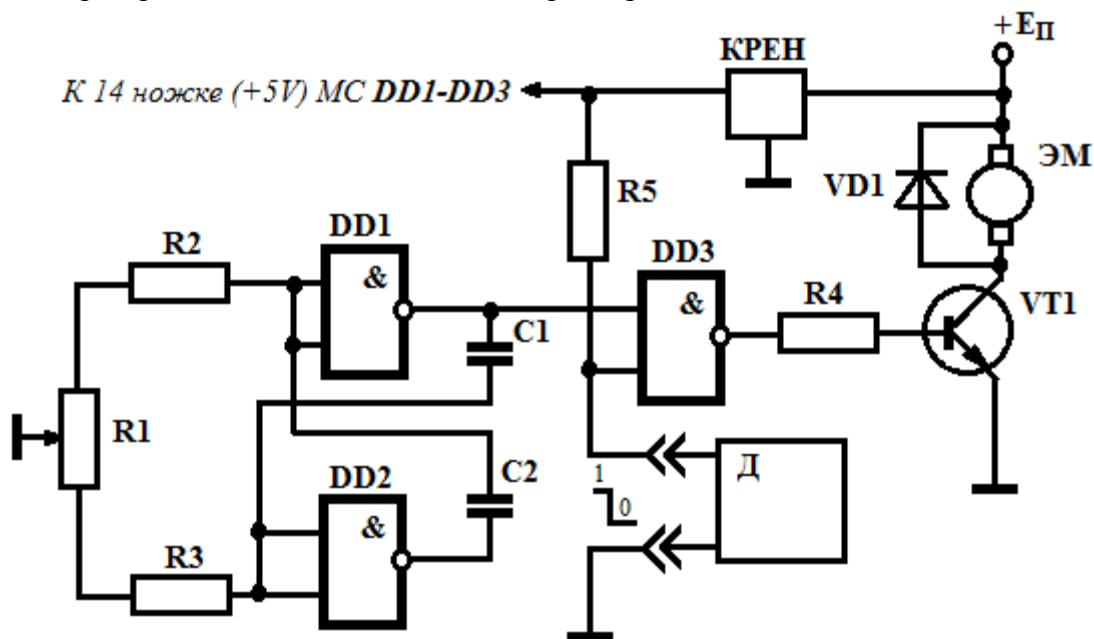 +ЕП
КРЕН
К 14 ножке (+5V) МС DD1-DD3
ЭМ
VD1
R5
DD1
DD3
R2
&
&
R4
VT1
C1
R1
C2
Д
DD2
1
0
&
R3